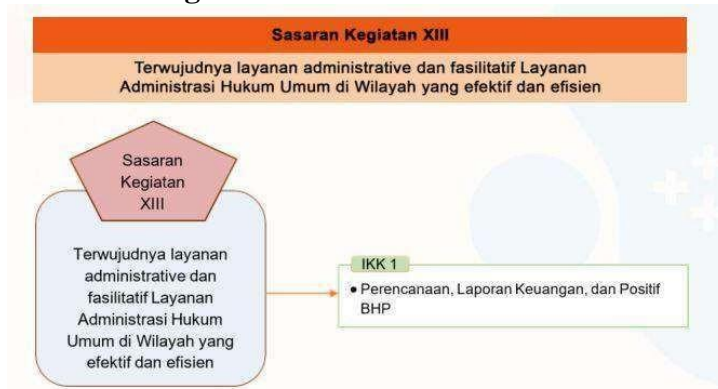 Sasaran Kegiatan XIII
Terwujudnya layanan administrative dan fasilitatif Layanan
Administrasi Hukum Umum di Wilayah yang efektif dan efisien
Sasaran
Kegiatan
XIII
Terwujudnya layanan
administrative dan
fasilitatif Layanan
Administrasi Hukum
Umum di Wilayah yang
efektif dan efisien
IKK 1
• Perencanaan, Laporan Keuangan, dan Positif
BHP